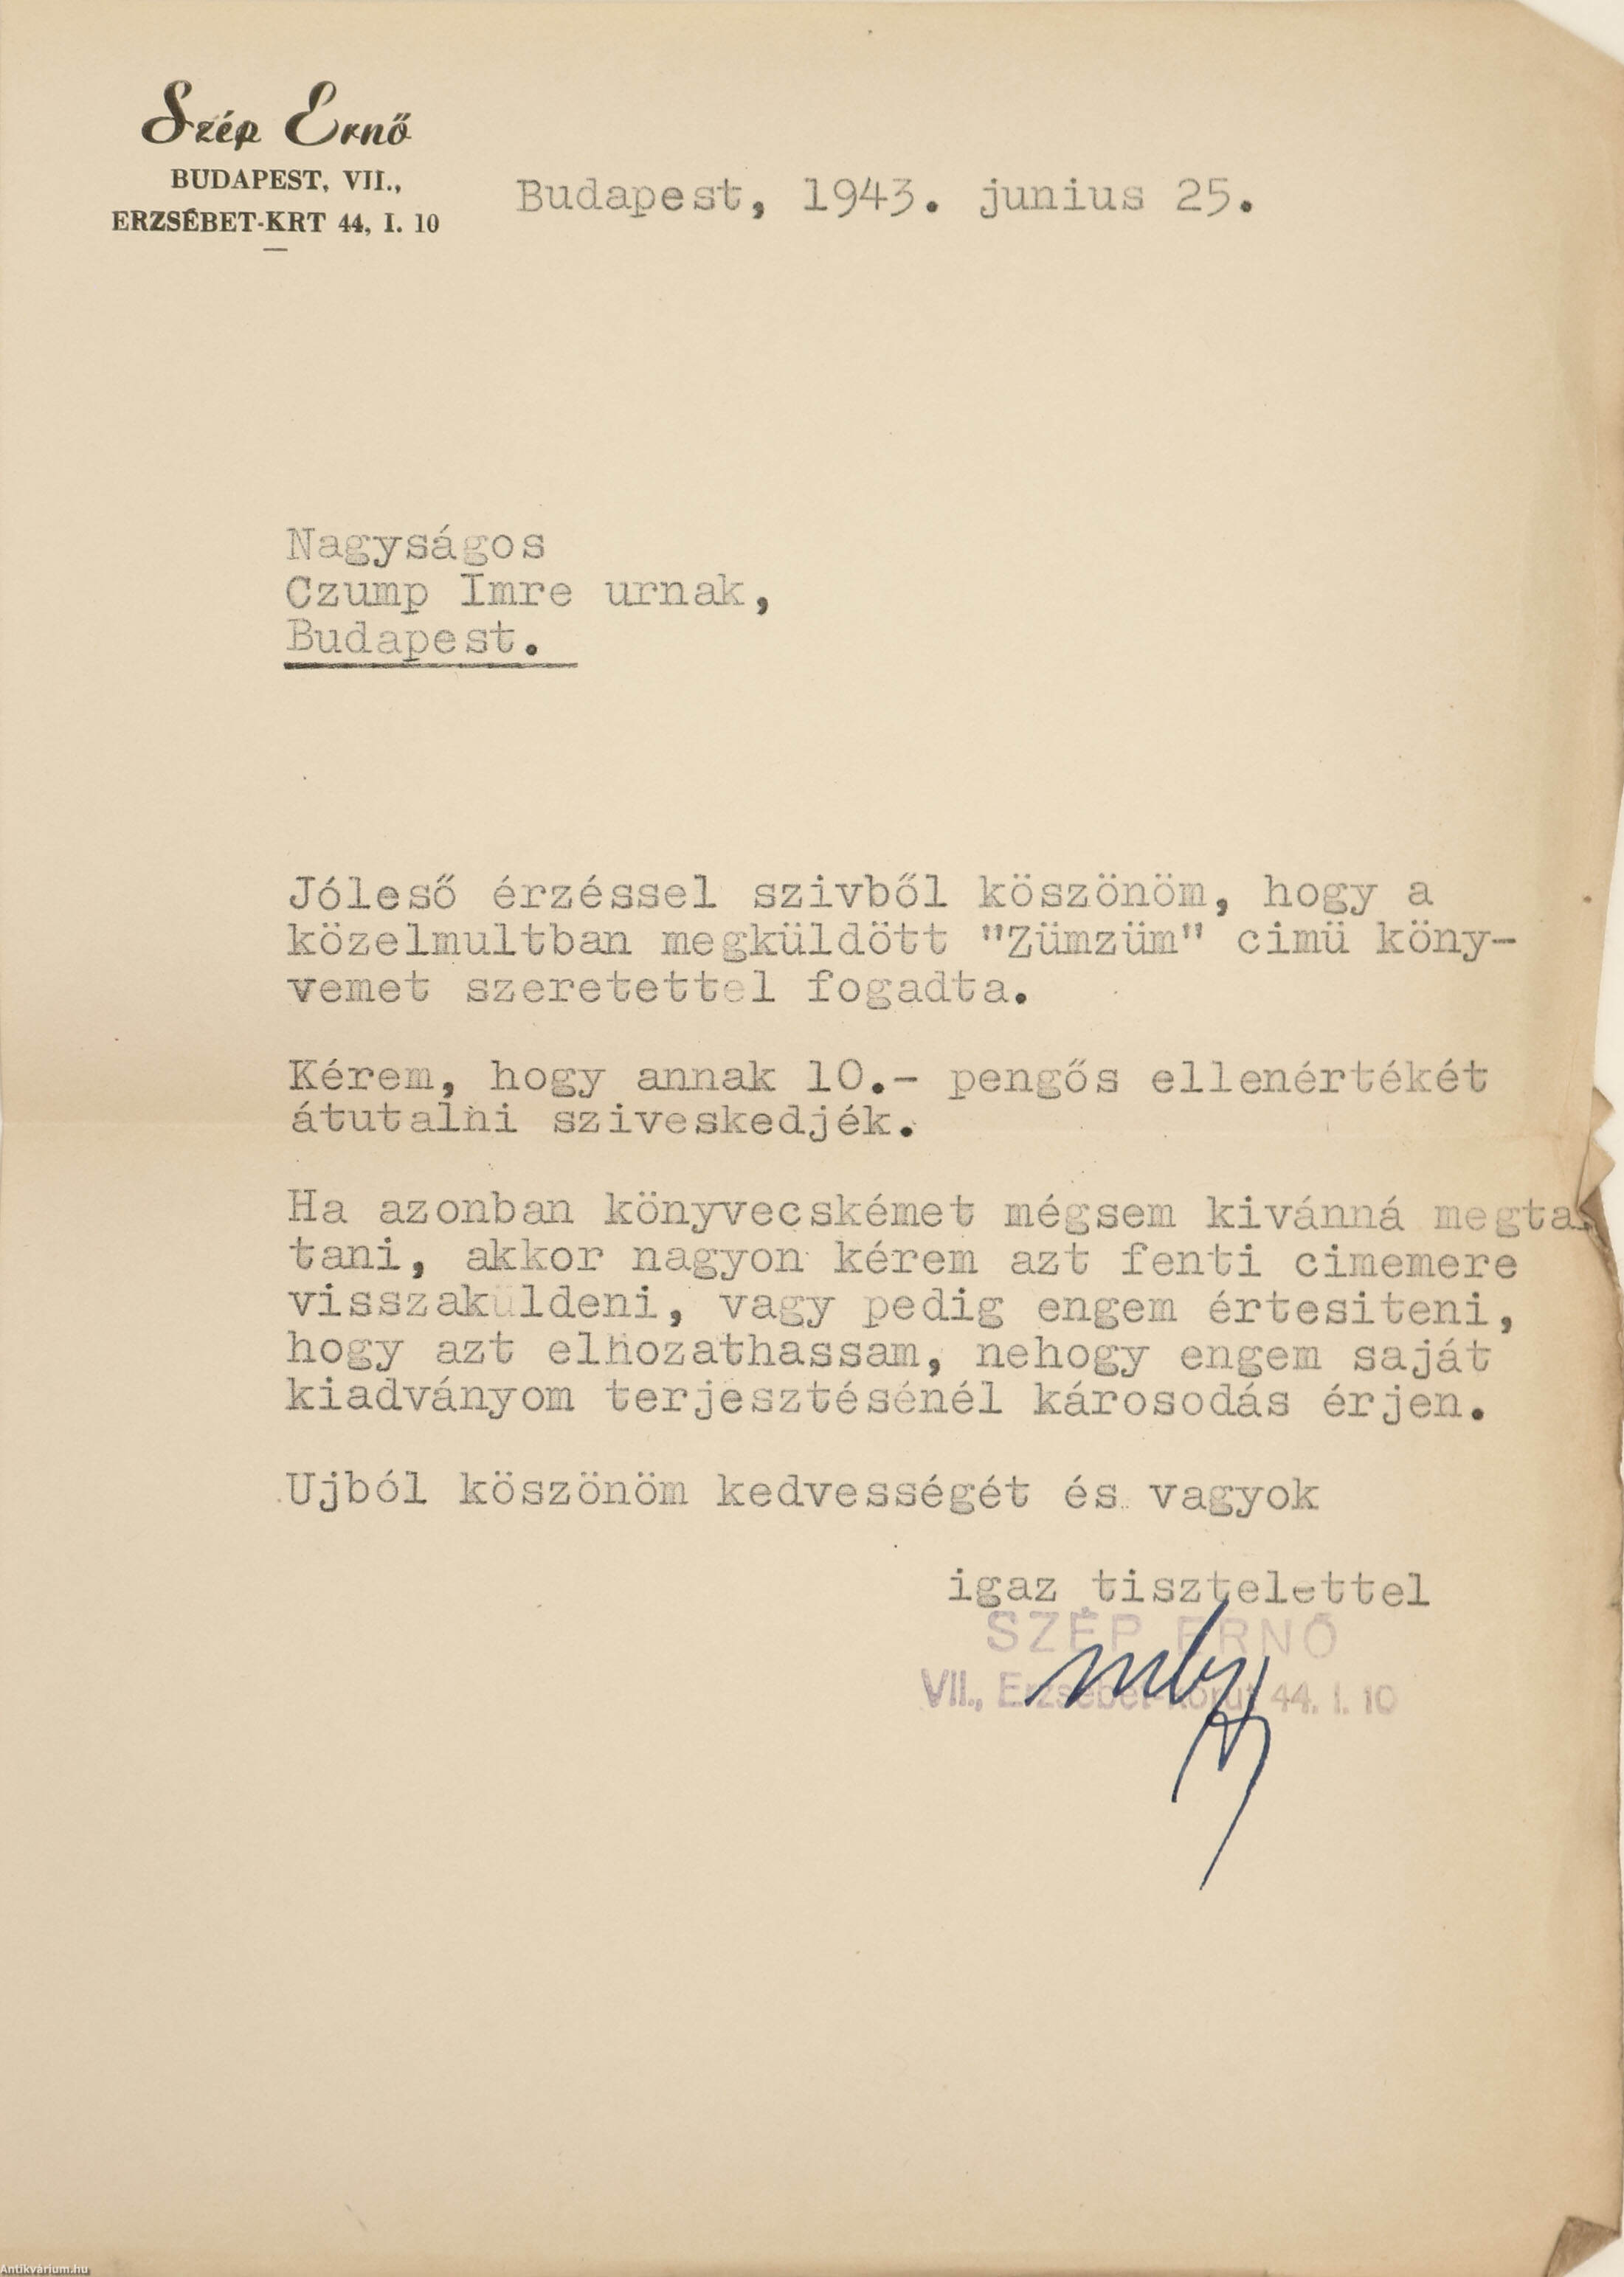 Szép Ernő
BUDAPEST, VII.,
ERZSÉBET-KRT 44, I. 10
Budapest, 1943. junius 25.
Nagyságos
Czump Imre urnak,
Budapest.
Jóleső érzéssel szivből köszönöm, hogy a
közelmultban megküldött "Zümzüm" cimü köny-
vemet szeretettel fogadta.
Kérem, hogy annak 10.- pengős ellenértékét
átutalni sziveskedjék.
Ha azonban könyvecskémet mégsem kivánná megtar
tani, akkor nagyon kérem azt fenti cimemere
visszaküldeni, vagy pedig engem értesiteni,
hogy azt elhozathassam, nehogy engem saját
kiadványom terjesztésénél károsodás érjen.
Ujból köszönöm kedvességét és vagyok
igaz tisztelettel
SZÉP ERNŐ
VII., Erzsébet-körut 44. I. 10
Antikvárium.hu